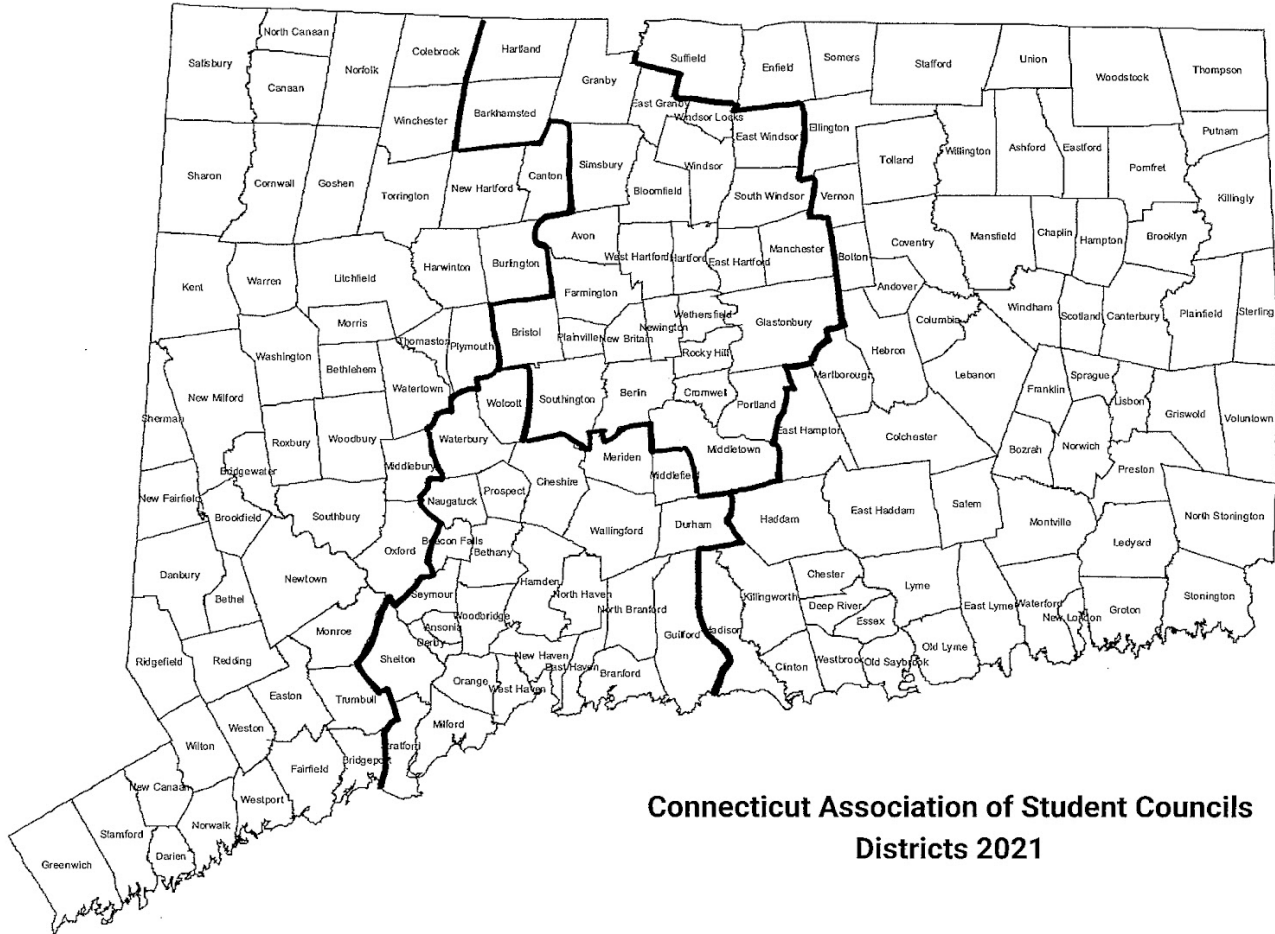 North Canaan
Colebrook
Hartland
Suffield
Enfield
Somers
Stafford
Union
Woodstock
Thompson
Salisbury
Canaan
Norfolk
Granby
East Granby
Windsor Locks
Winchester
Barkhamsted
East Windsor
Ellington
Putnam
Sharon
Cornwall
Goshen
Torrington
New Hartford
Canton
Simsbury
Bloomfield
Windsor
South Windsor
Vernon
Tolland
Willington
Ashford
Eastford
Pomfret
Killingly
Kent
Warren
Litchfield
Harwinton
Burlington
Avon
West Hartford
Hartford
East Hartford
Manchester
Bolton
Coventry
Mansfield
Chaplin
Hampton
Brooklyn
Morris
Farmington
Andover
Columbia
Windham
Scotland
Canterbury
Plainfield
Sterling
Washington
Bethlehem
Thomaston
Plymouth
Bristol
Plainville
New Britain
Newington
Wethersfield
Rocky Hill
Glastonbury
Hebron
Marlborough
Lebanon
Franklin
Sprague
Lisbon
Griswold
Voluntown
Sherman
New Milford
Roxbury
Woodbury
Watertown
Wolcott
Southington
Berlin
Cromwell
Portland
East Hampton
Colchester
Bozrah
Norwich
Preston
Bridgewater
Middlebury
Waterbury
Cheshire
Meriden
Middlefield
Middletown
New Fairfield
Brookfield
Southbury
Naugatuck
Prospect
Wallingford
Durham
Haddam
East Haddam
Salem
Montville
Ledyard
North Stonington
Danbury
Bethel
Newtown
Oxford
Beacon Falls
Bethany
Hamden
North Haven
North Branford
Guilford
Madison
Killingworth
Chester
Deep River
Essex
Lyme
East Lyme
Waterford
New London
Groton
Stonington
Ridgefield
Redding
Monroe
Seymour
Ansonia
Derby
Woodbridge
New Haven
East Haven
Branford
Clinton
Westbrook
Old Saybrook
Old Lyme
Shelton
Orange
West Haven
Easton
Trumbull
Milford
Wilton
Weston
Fairfield
Bridgeport
Stratford
New Canaan
Norwalk
Westport
Stamford
Darien
Greenwich
Connecticut Association of Student Councils
Districts 2021